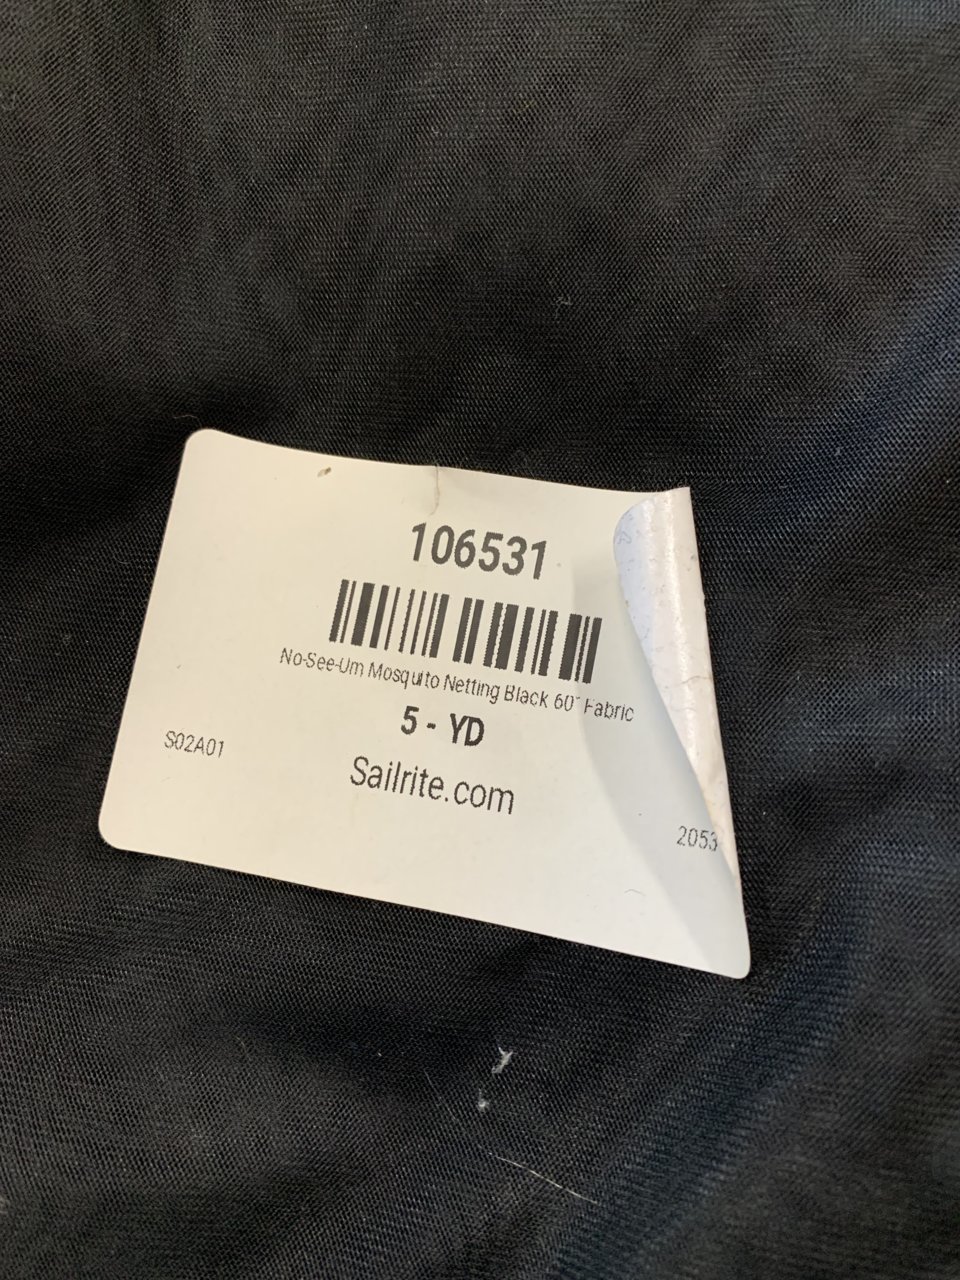 106531
No-See-Um Mosquito Netting Black 60" Fabric
5 - YD
S02A01
Sailrite.com
2053